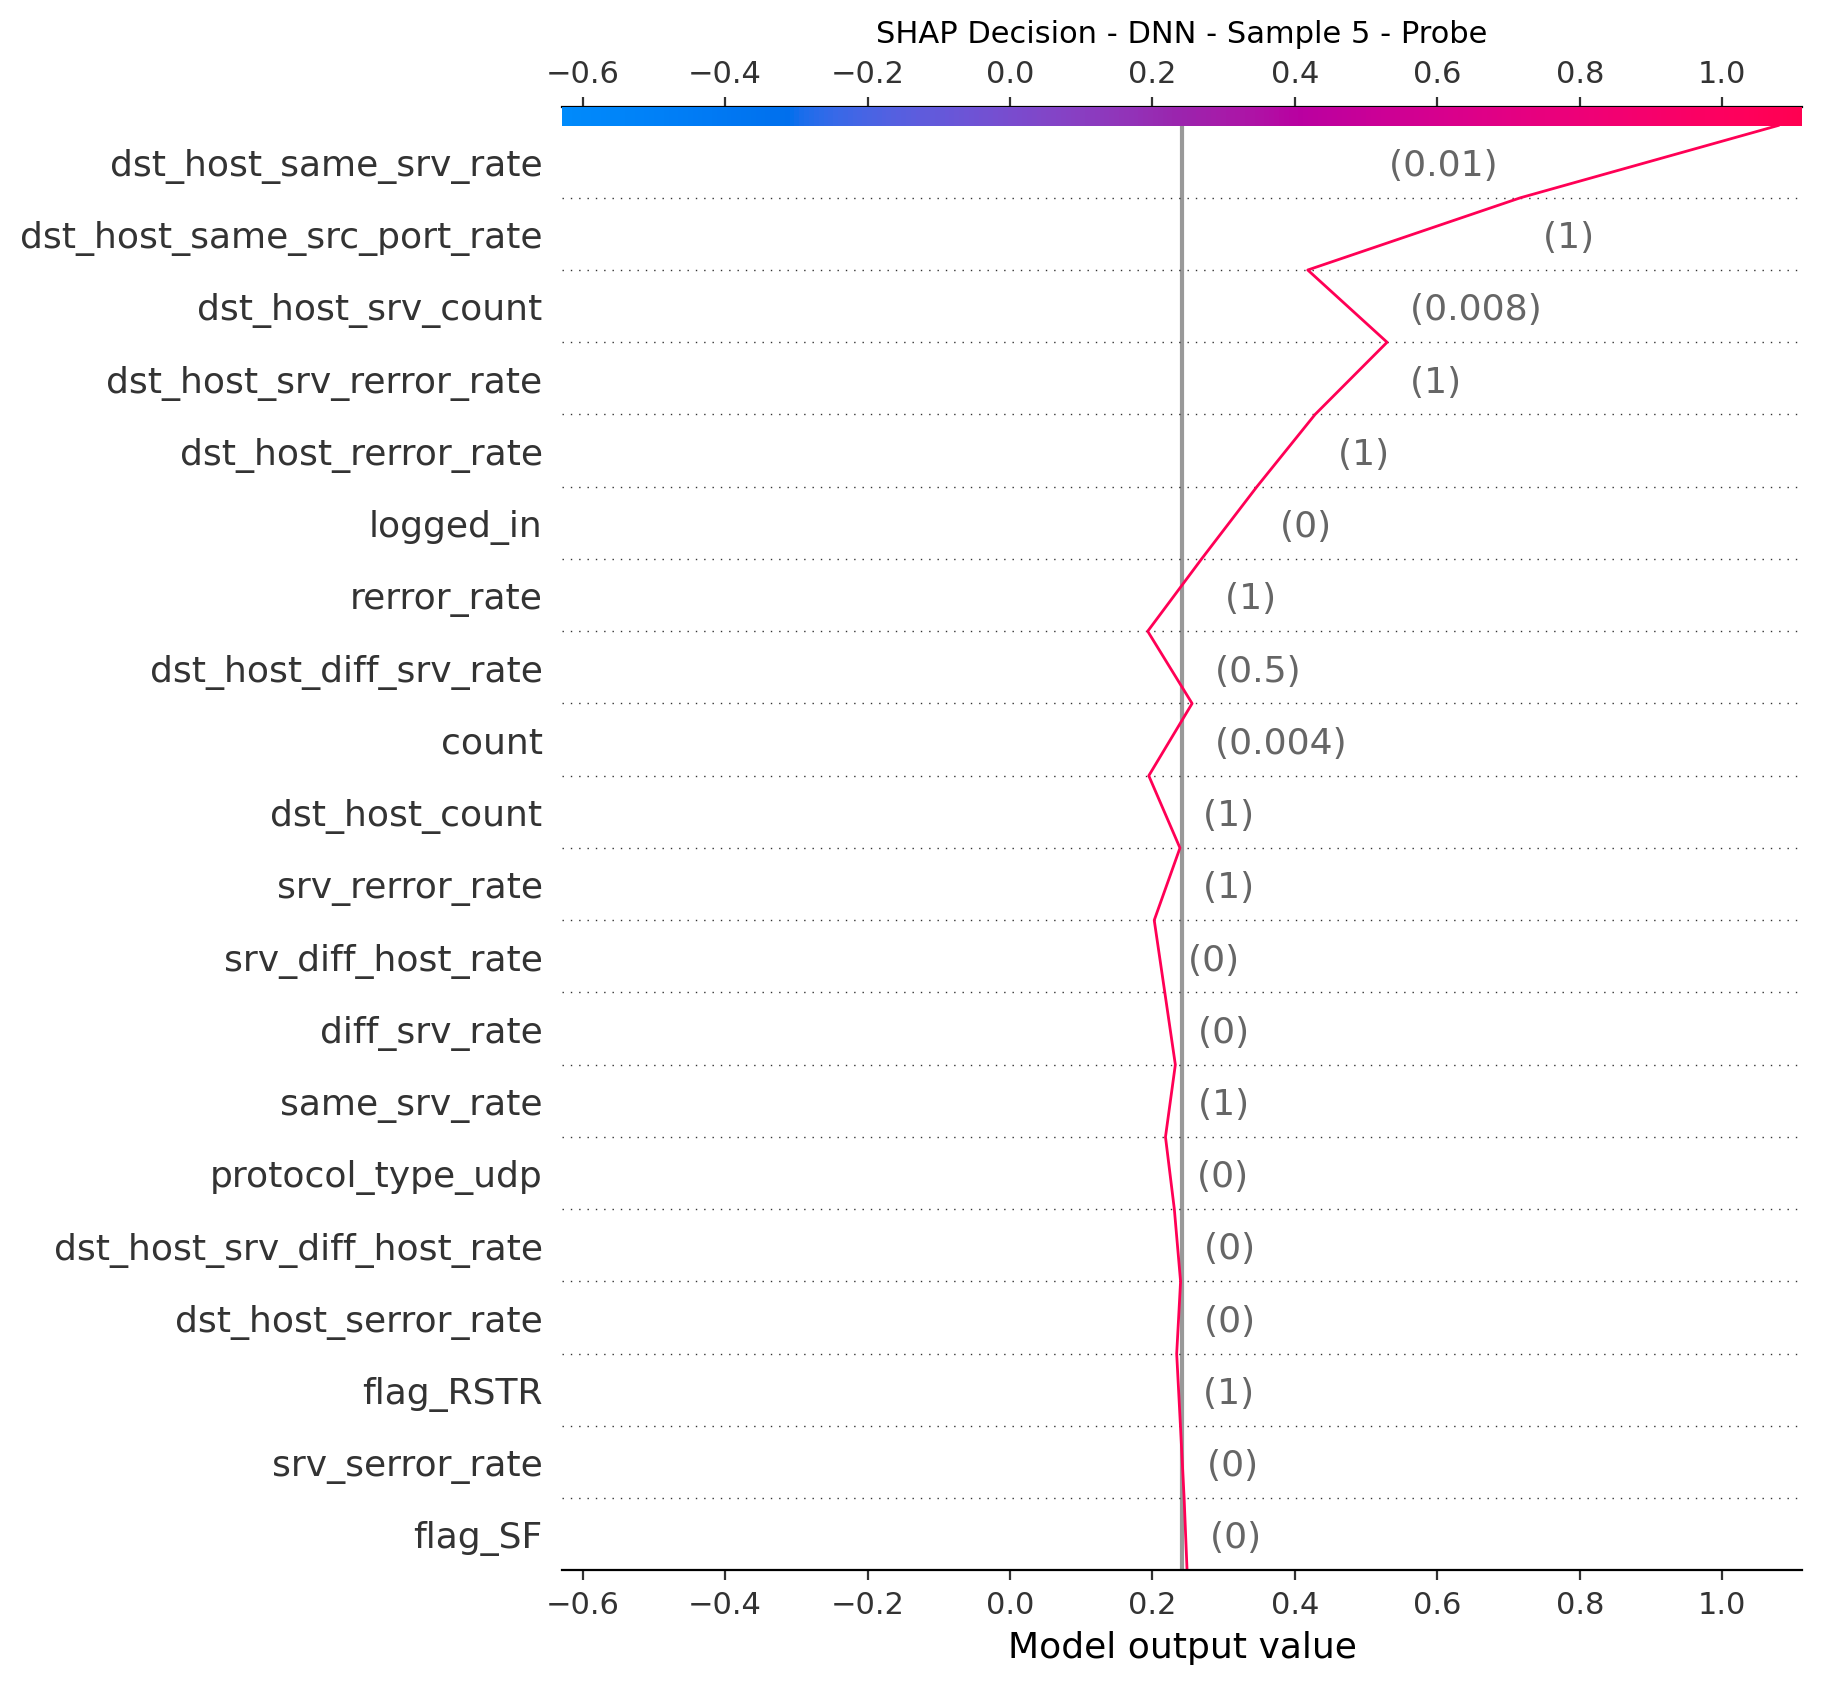 SHAP Decision - DNN - Sample 5 - Probe
−0.6 −0.4 −0.2 0.0 0.2 0.4 0.6 0.8 1.0
dst_host_same_srv_rate (0.01)
dst_host_same_src_port_rate (1)
dst_host_srv_count (0.008)
dst_host_srv_rerror_rate (1)
dst_host_rerror_rate (1)
logged_in (0)
rerror_rate (1)
dst_host_diff_srv_rate (0.5)
count (0.004)
dst_host_count (1)
srv_rerror_rate (1)
srv_diff_host_rate (0)
diff_srv_rate (0)
same_srv_rate (1)
protocol_type_udp (0)
dst_host_srv_diff_host_rate (0)
dst_host_serror_rate (0)
flag_RSTR (1)
srv_serror_rate (0)
flag_SF (0)
−0.6 −0.4 −0.2 0.0 0.2 0.4 0.6 0.8 1.0
Model output value